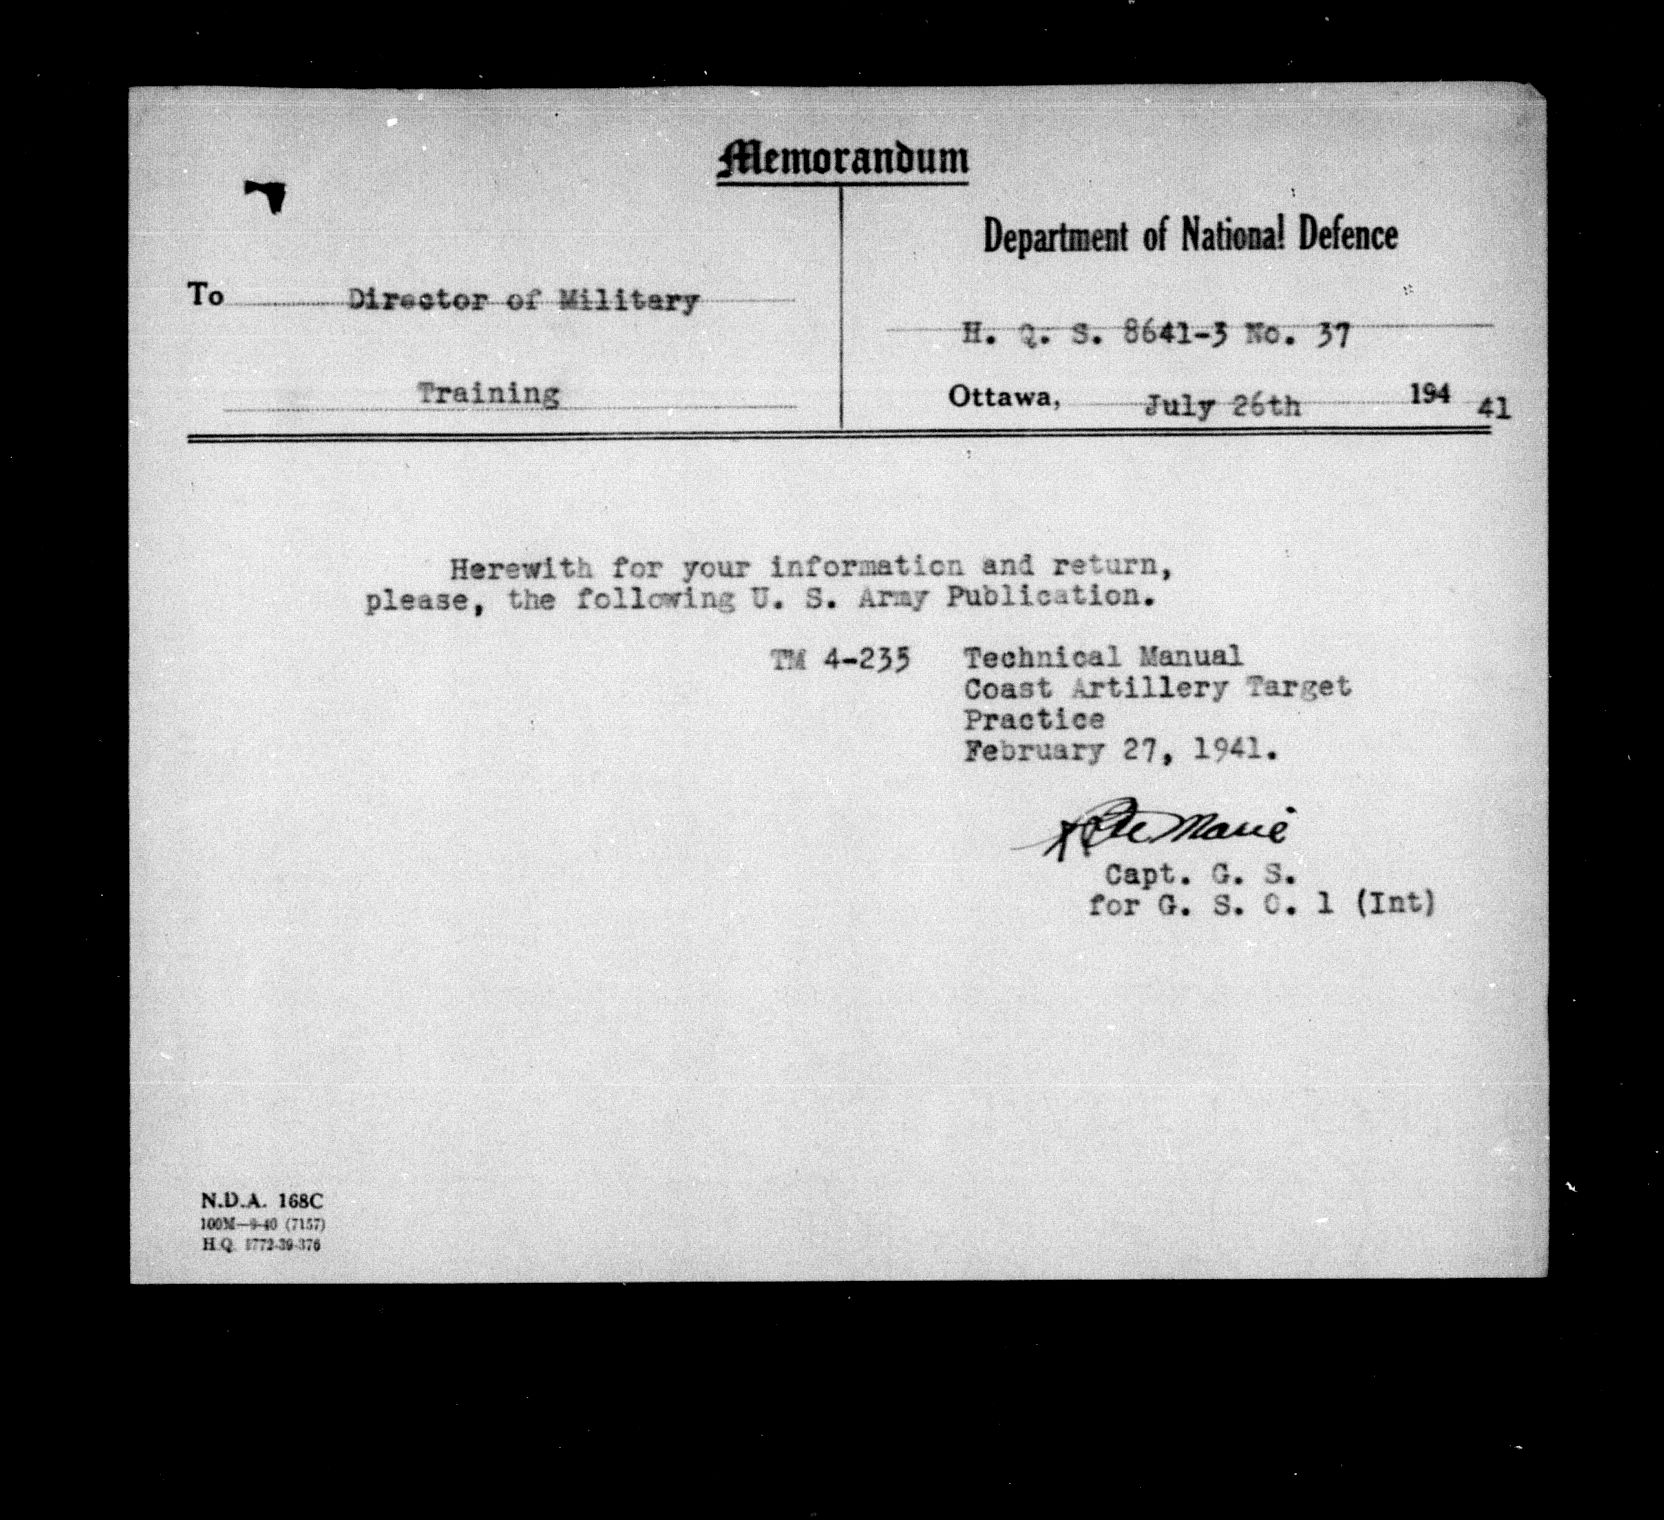 Memorandum
Department of National Defence
To Director of Military
H. Q. S. 8641-3 No. 37
Training
Ottawa, July 26th 194 41
Herewith for your information and return,
please, the following U. S. Army Publication.
TM 4-235 Technical Manual
Coast Artillery Target
Practice
February 27, 1941.
Capt. G. S.
for G. S. O. 1 (Int)
N.D.A. 168C
100M—9-40 (7157)
H.Q. 1772-39-376